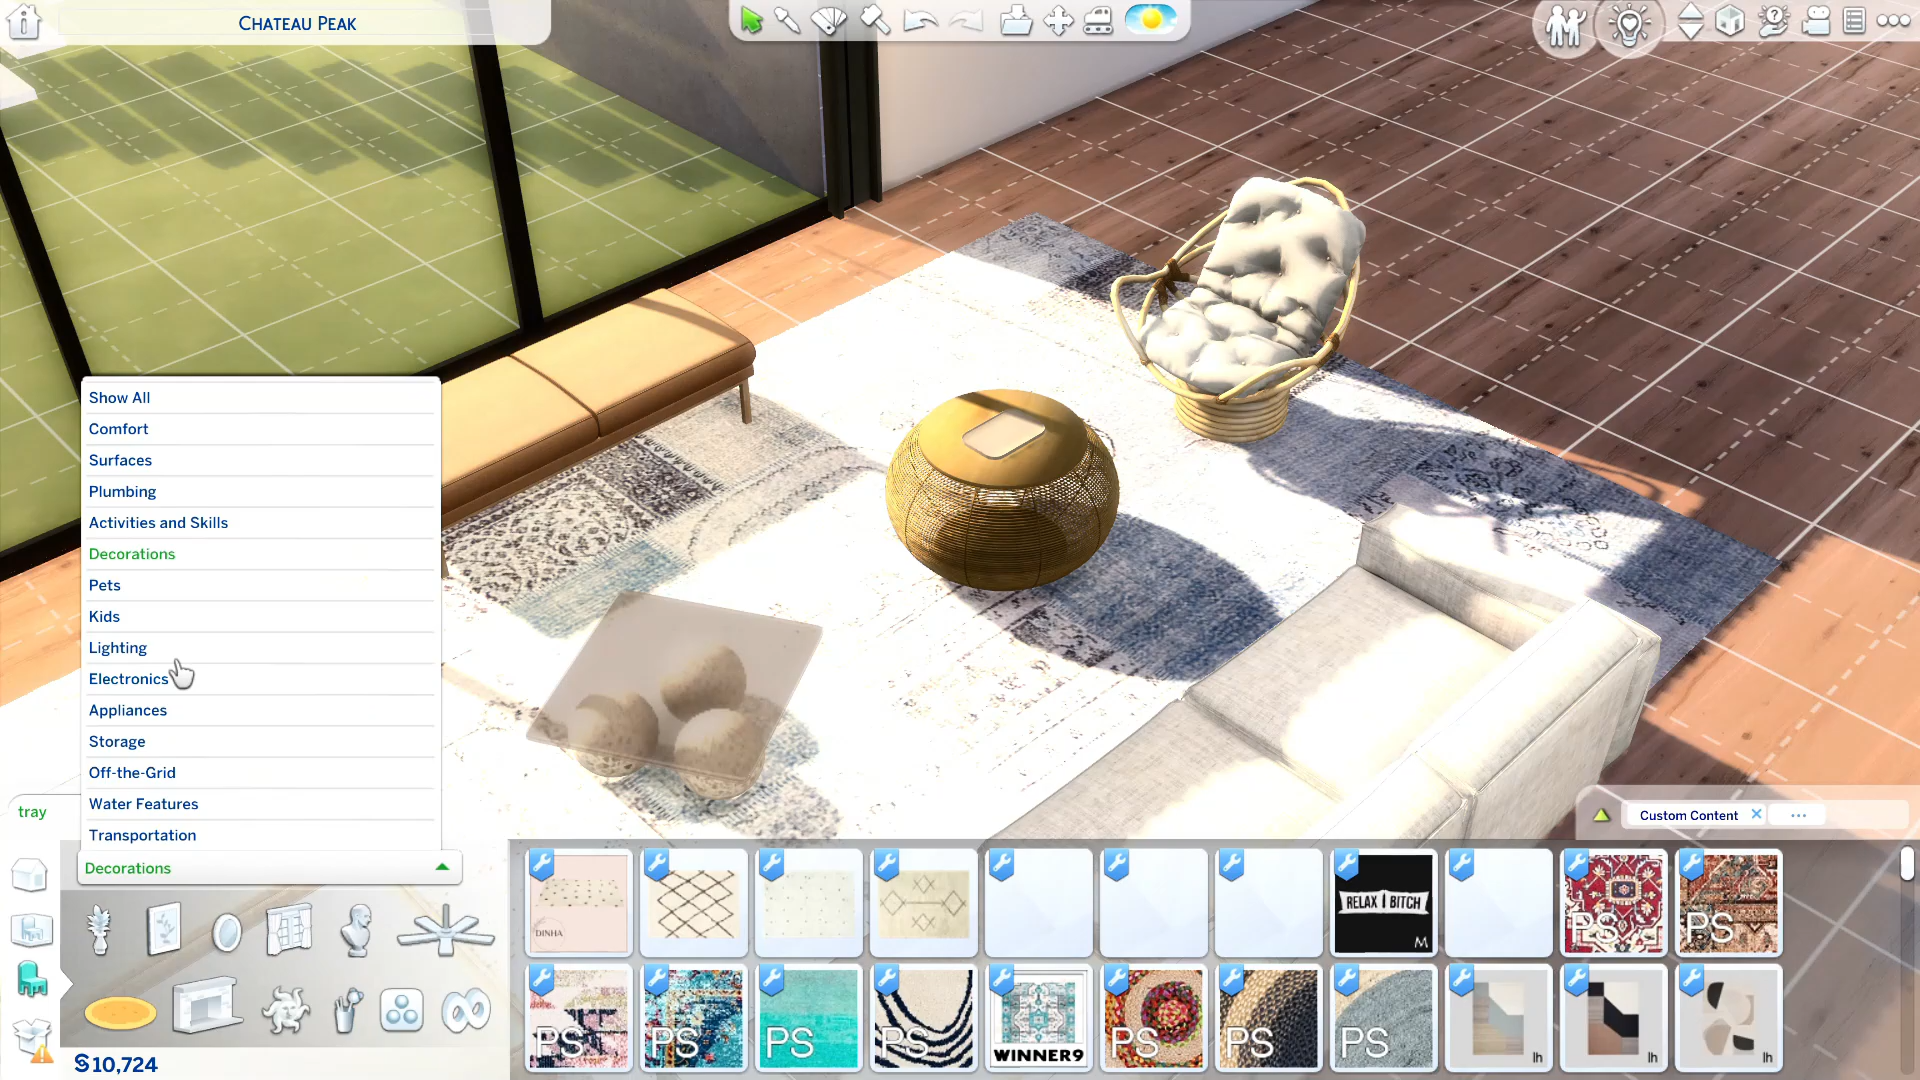 CHATEAU PEAK
Show All
Comfort
Surfaces
Plumbing
Activities and Skills
Decorations
Pets
Kids
Lighting
Electronics
Appliances
Storage
Off-the-Grid
Water Features
Transportation
tray
Decorations
Custom Content
DINHA
RELAX BITCH
M
PS
PS
PS
PS
PS
PS
WINNER9
PS
PS
PS
lh
lh
lh
§10,724